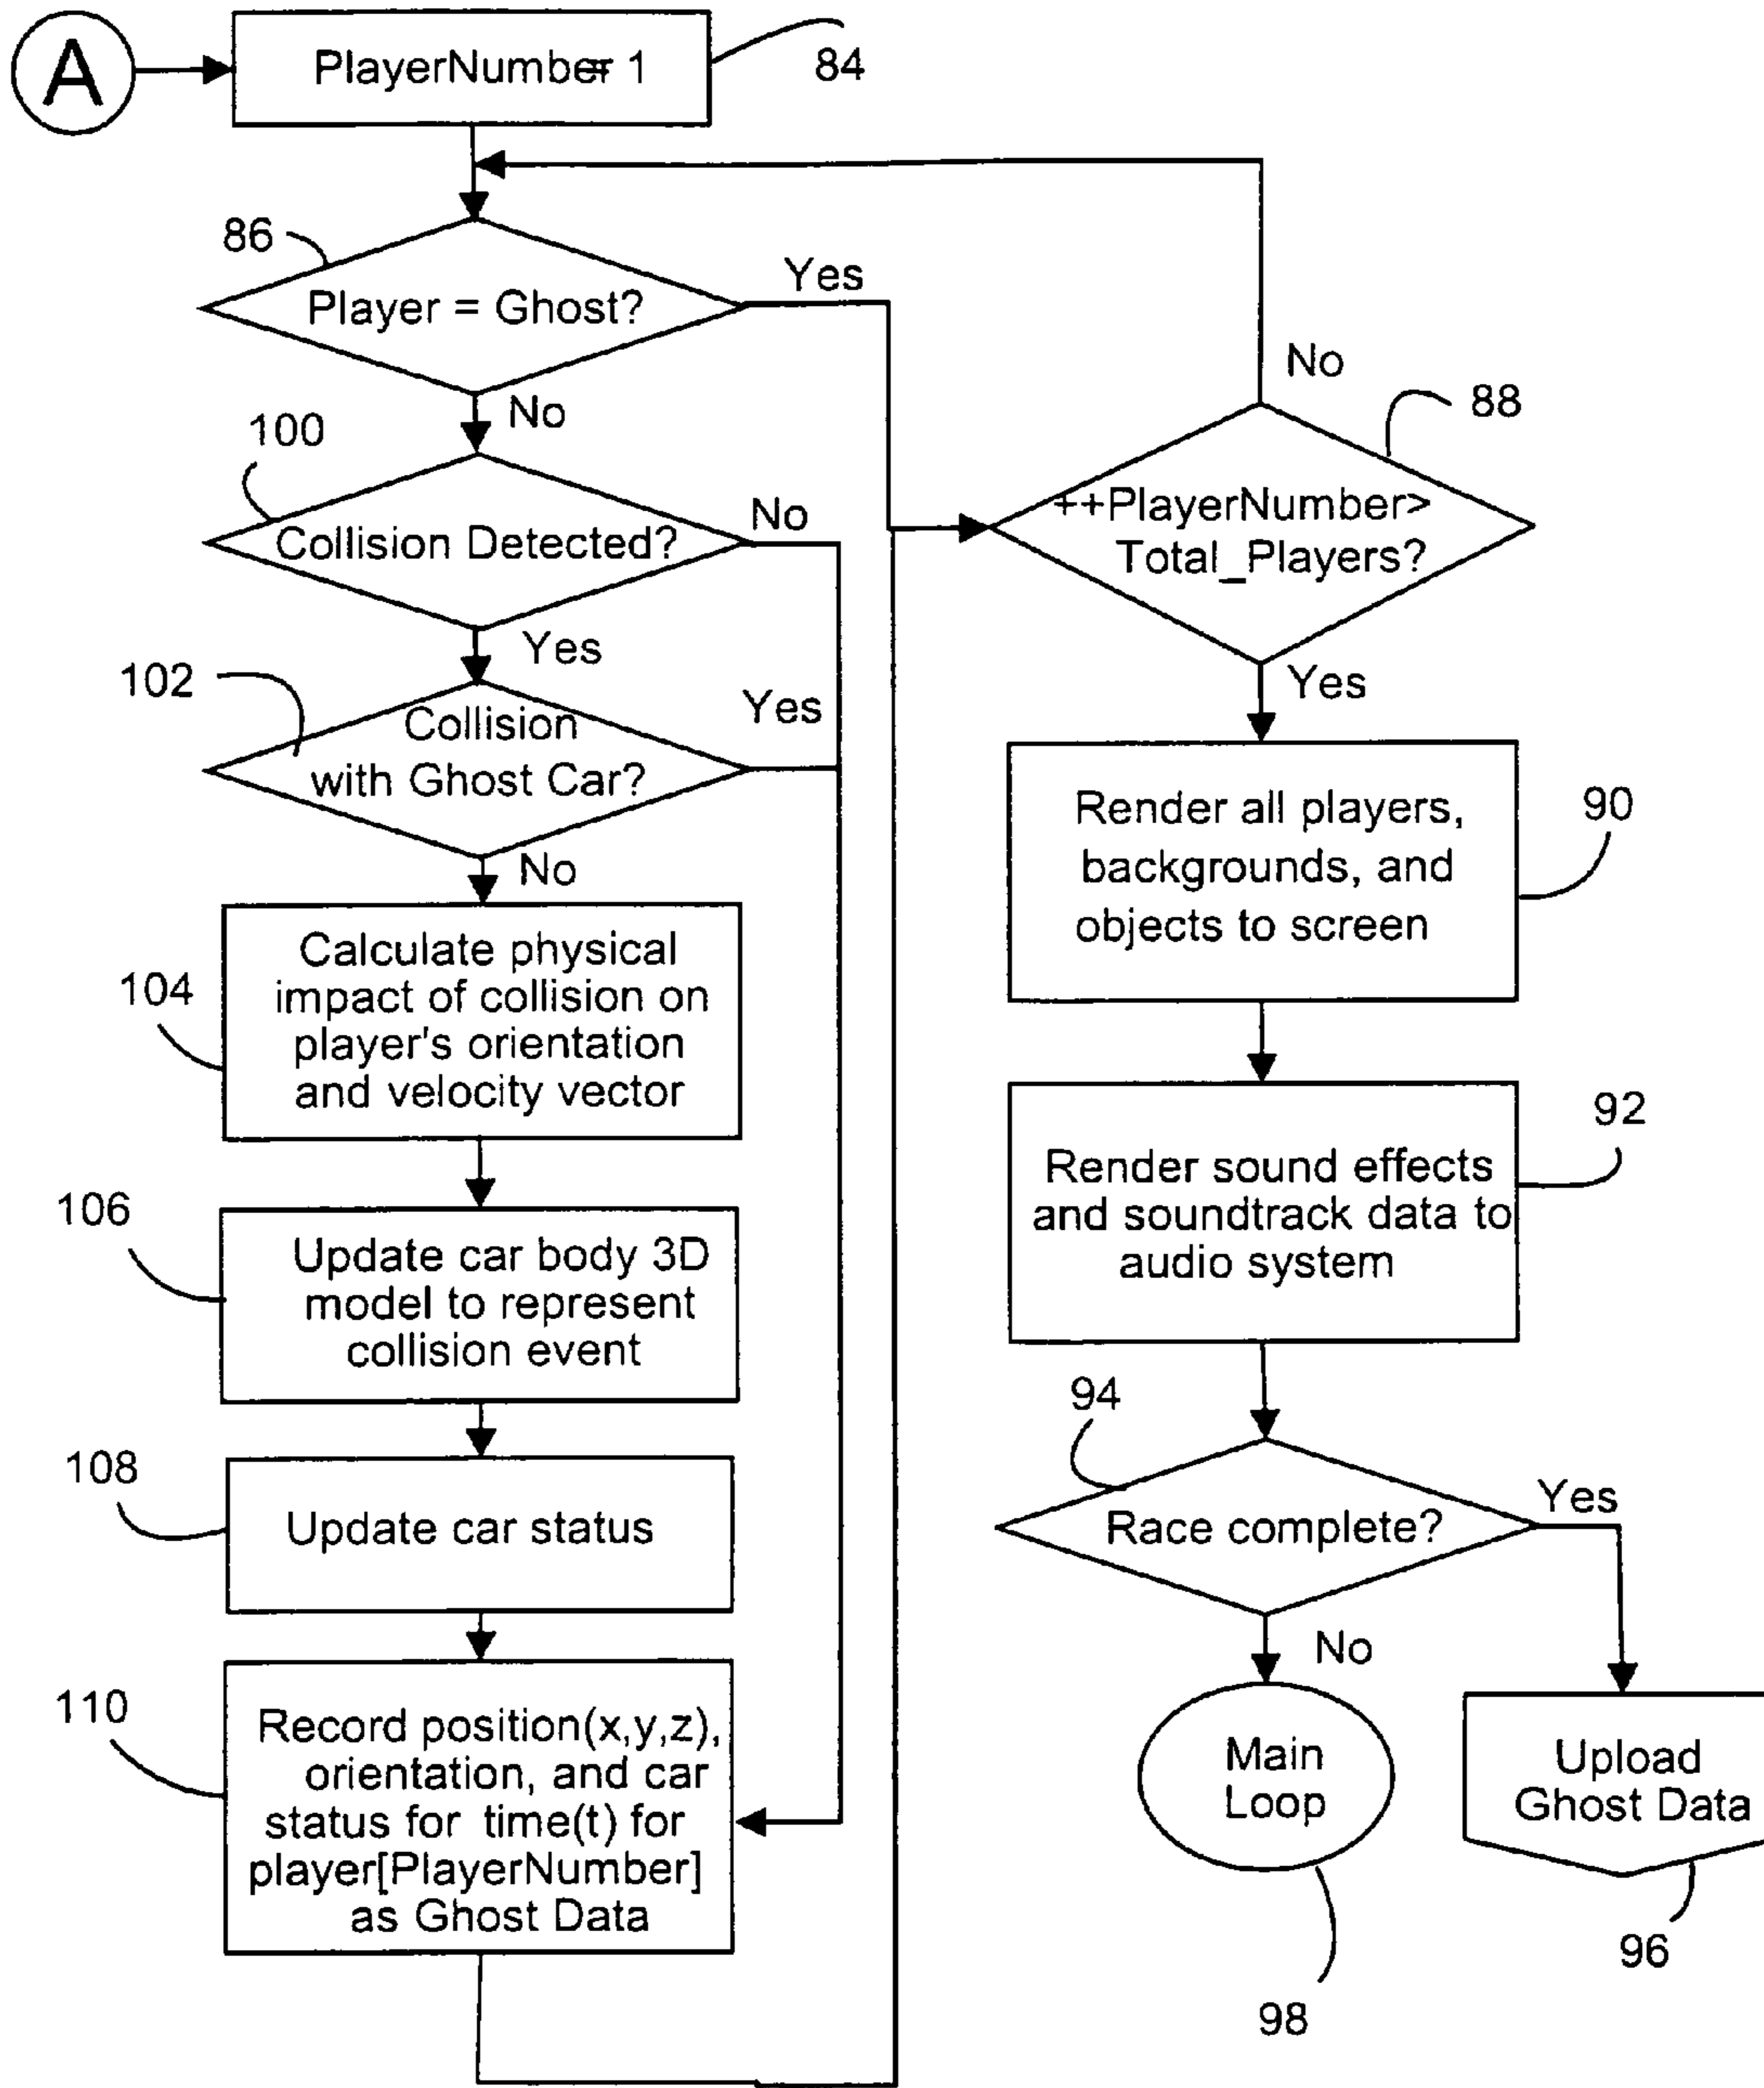 A
PlayerNumber= 1
84
86
Player = Ghost?
Yes
No
No
88
100
Collision Detected?
No
++PlayerNumber>
Total_Players?
Yes
Yes
102
Collision
with Ghost Car?
Yes
No
Render all players,
backgrounds, and
objects to screen
90
104
Calculate physical
impact of collision on
player's orientation
and velocity vector
92
Render sound effects
and soundtrack data to
audio system
106
Update car body 3D
model to represent
collision event
94
Race complete?
Yes
No
108
Update car status
110
Record position(x,y,z),
orientation, and car
status for time(t) for
player[PlayerNumber]
as Ghost Data
Main
Loop
Upload
Ghost Data
96
98